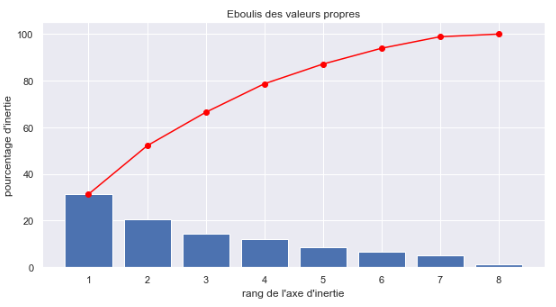 Eboulis des valeurs propres
100
80
60
40
20
0
pourcentage d'inertie
1 2 3 4 5 6 7 8
rang de l'axe d'inertie